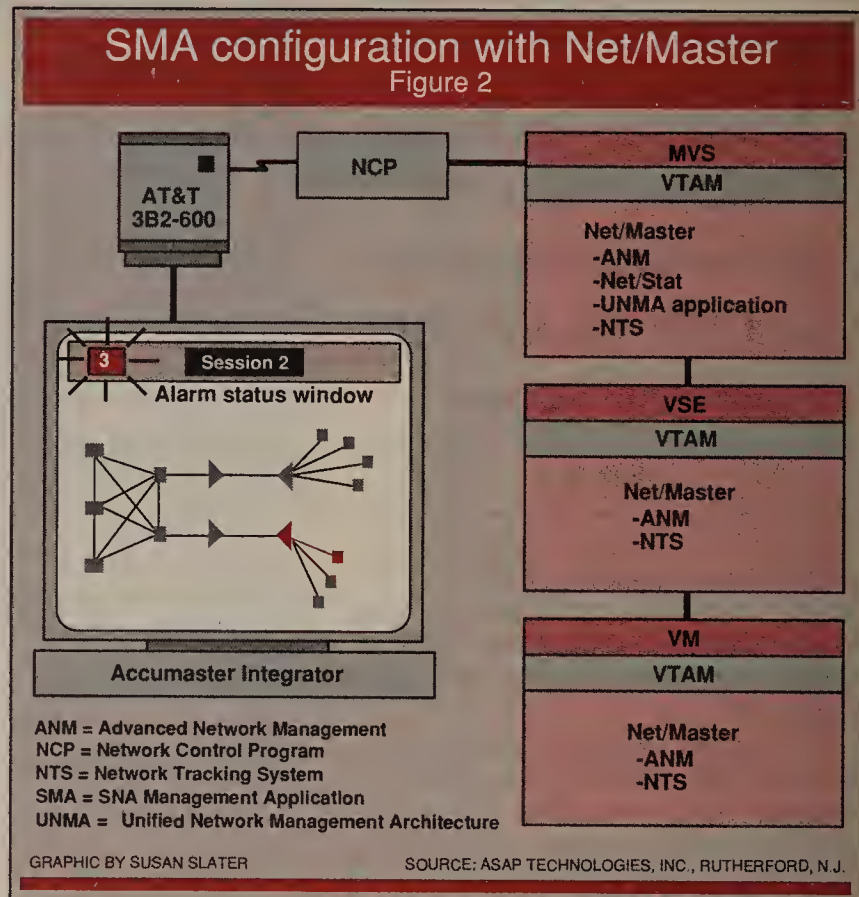 SMA configuration with Net/Master
Figure 2
AT&T
3B2-600
NCP
MVS
VTAM
Net/Master
-ANM
-Net/Stat
-UNMA application
-NTS
3
Session 2
Alarm status window
VSE
VTAM
Net/Master
-ANM
-NTS
VM
VTAM
Net/Master
-ANM
-NTS
Accumaster Integrator
ANM = Advanced Network Management
NCP = Network Control Program
NTS = Network Tracking System
SMA = SNA Management Application
UNMA = Unified Network Management Architecture
GRAPHIC BY SUSAN SLATER
SOURCE: ASAP TECHNOLOGIES, INC., RUTHERFORD, N.J.